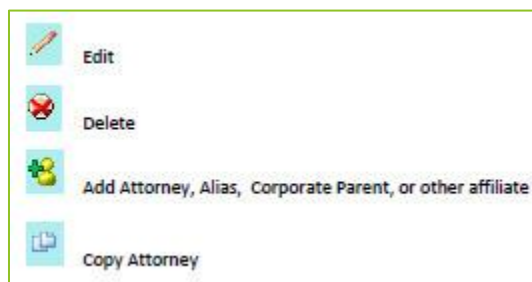 Edit
Delete
Add Attorney, Alias, Corporate Parent, or other affiliate
Copy Attorney